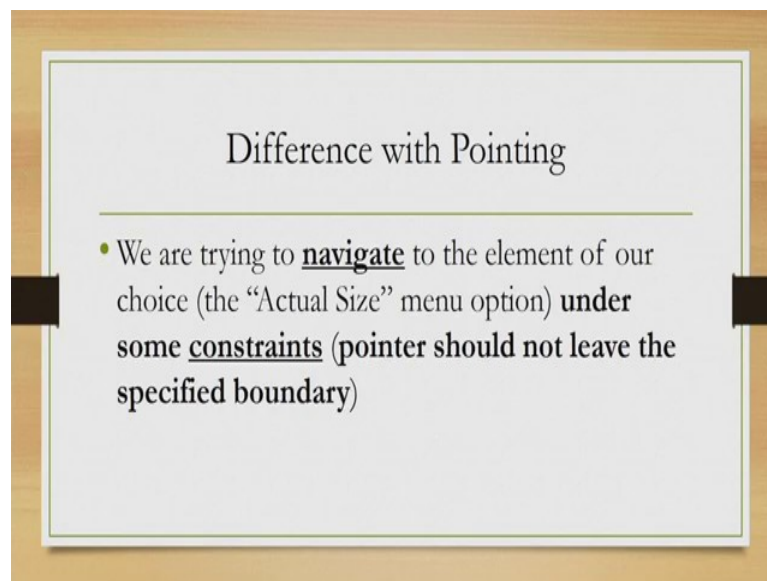 Difference with Pointing
• We are trying to navigate to the element of our
choice (the “Actual Size” menu option) under
some constraints (pointer should not leave the
specified boundary)